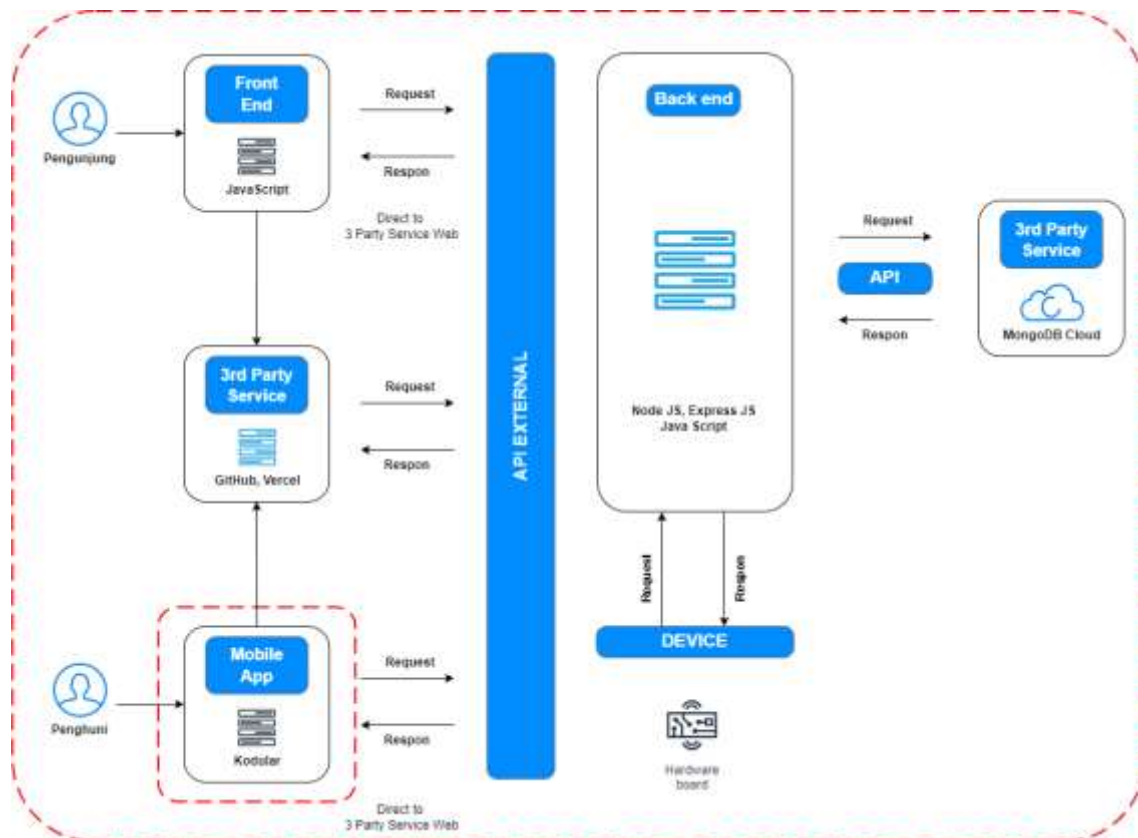 Front
End
JavaScript
Pengunjung
Request
Respon
Direct to
3 Party Service Web
3rd Party
Service
GitHub, Vercel
Request
Respon
Mobile
App
Kodular
Penghuni
Request
Respon
Direct to
3 Party Service Web
API EXTERNAL
Back end
Node JS, Express JS
Java Script
Request
Respon
DEVICE
Hardware
board
Request
API
Respon
3rd Party
Service
MongoDB Cloud